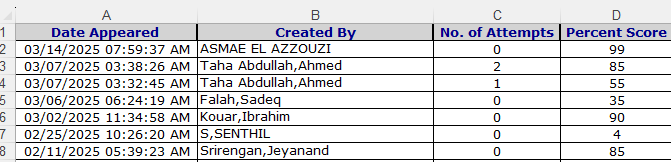 A B C D
1 Date Appeared Created By No. of Attempts Percent Score
2 03/14/2025 07:59:37 AM ASMAE EL AZZOUZI 0 99
3 03/07/2025 03:38:26 AM Taha Abdullah,Ahmed 2 85
4 03/07/2025 03:32:45 AM Taha Abdullah,Ahmed 1 55
5 03/06/2025 06:24:19 AM Falah,Sadeq 0 35
6 03/02/2025 11:34:58 AM Kouar,Ibrahim 0 90
7 02/25/2025 10:26:20 AM S,SENTHIL 0 4
8 02/11/2025 05:39:23 AM Srirengan,Jeyanand 0 85